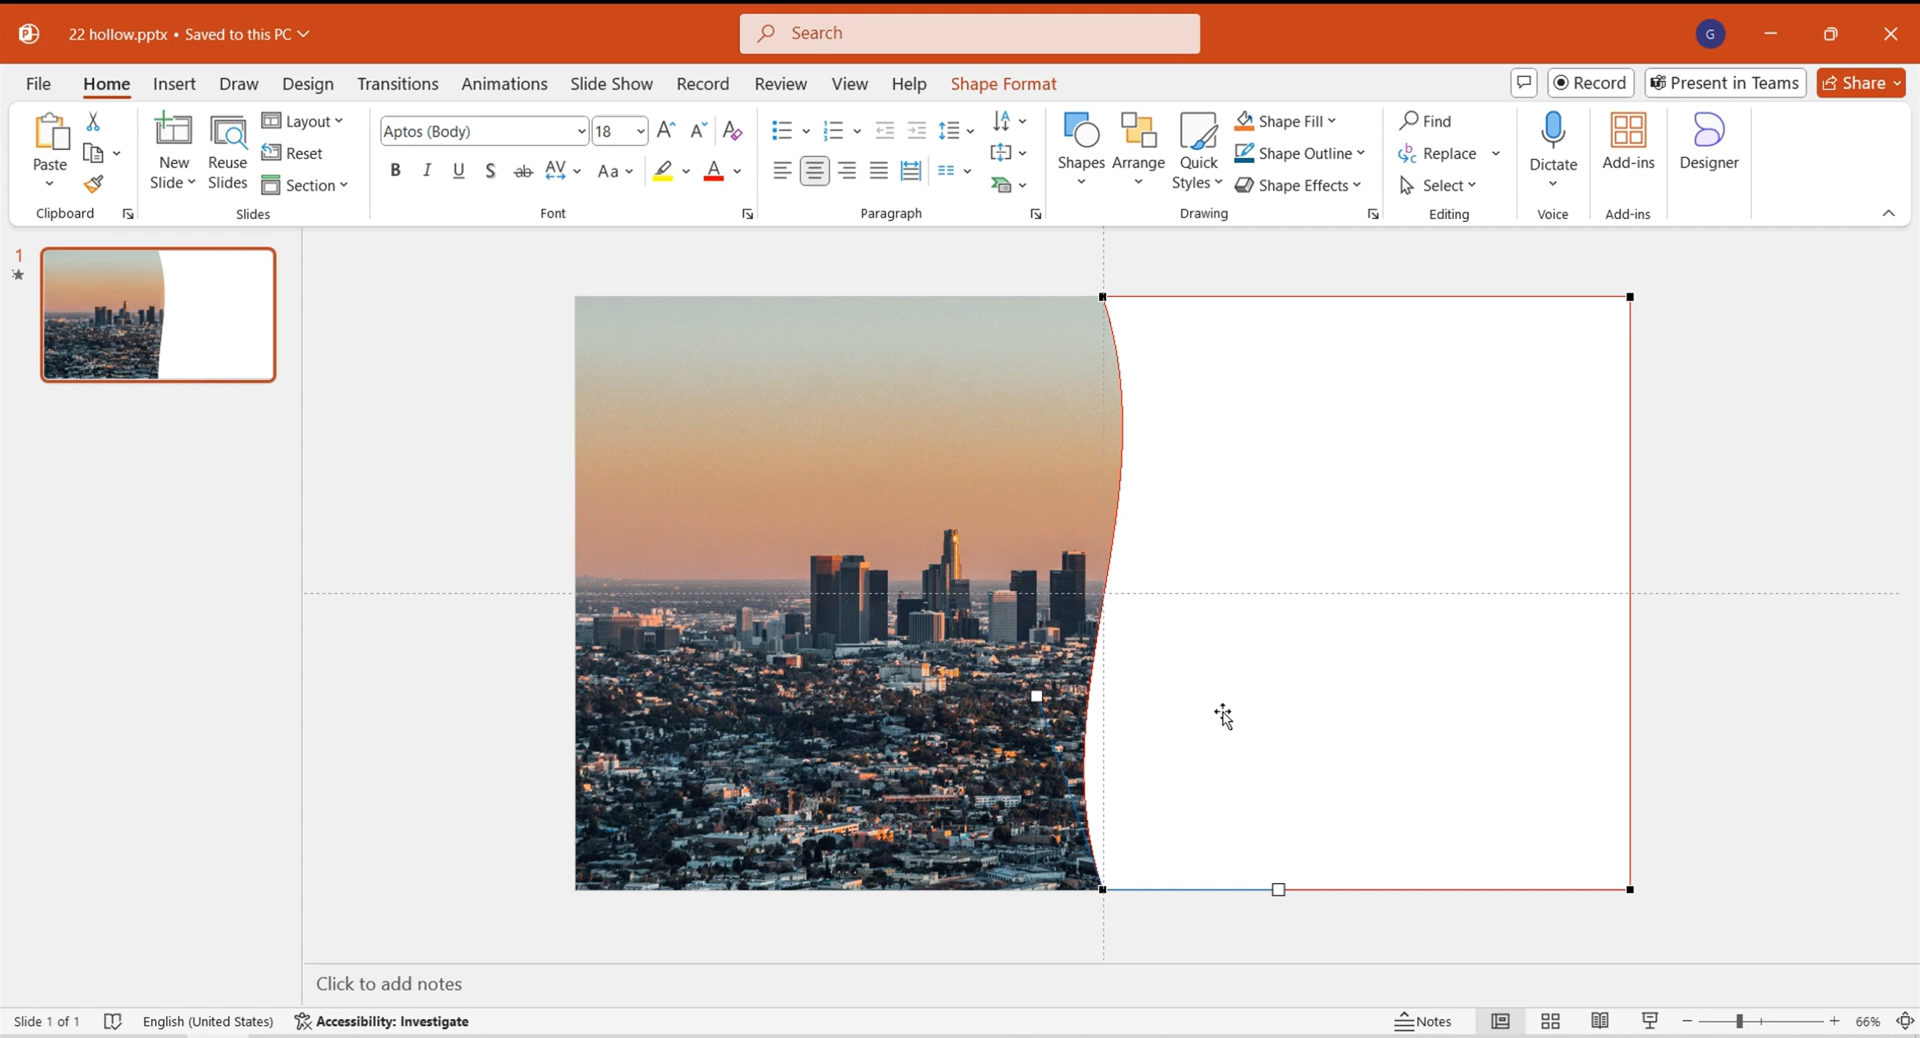 22 hollow.pptx • Saved to this PC
Search
G
File Home Insert Draw Design Transitions Animations Slide Show Record Review View Help Shape Format
Record
Present in Teams
Share
Paste
New Slide
Reuse Slides
Layout
Reset
Section
Aptos (Body)
18
B I U S ab AV Aa A
Shapes
Arrange
Quick Styles
Shape Fill
Shape Outline
Shape Effects
Find
Replace
Select
Dictate
Add-ins
Designer
Clipboard
Slides
Font
Paragraph
Drawing
Editing
Voice
Add-ins
1
Click to add notes
Slide 1 of 1
English (United States)
Accessibility: Investigate
Notes
66%